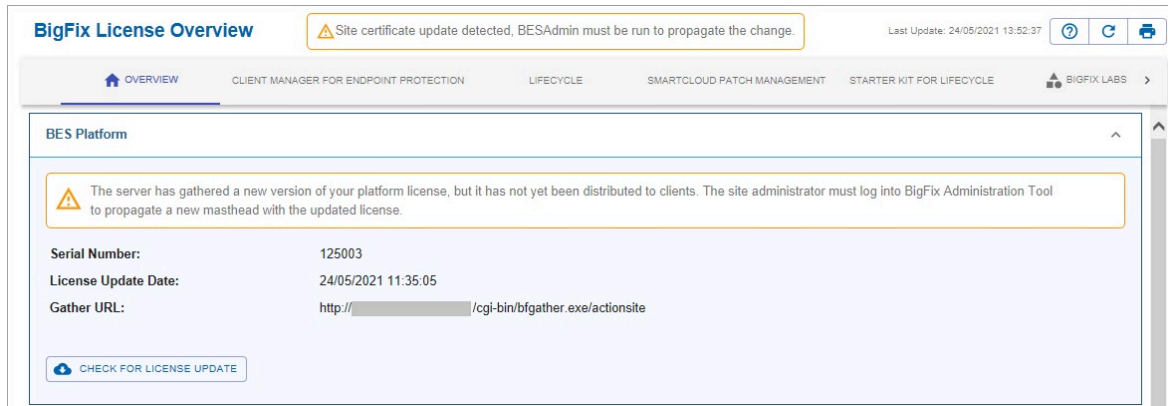 BigFix License Overview
Site certificate update detected, BESAdmin must be run to propagate the change.
Last Update: 24/05/2021 13:52:37
OVERVIEW CLIENT MANAGER FOR ENDPOINT PROTECTION LIFECYCLE SMARTCLOUD PATCH MANAGEMENT STARTER KIT FOR LIFECYCLE BIGFIX LABS
BES Platform
The server has gathered a new version of your platform license, but it has not yet been distributed to clients. The site administrator must log into BigFix Administration Tool
to propagate a new masthead with the updated license.
Serial Number: 125003
License Update Date: 24/05/2021 11:35:05
Gather URL: http:// /cgi-bin/bfgather.exe/actionsite
CHECK FOR LICENSE UPDATE